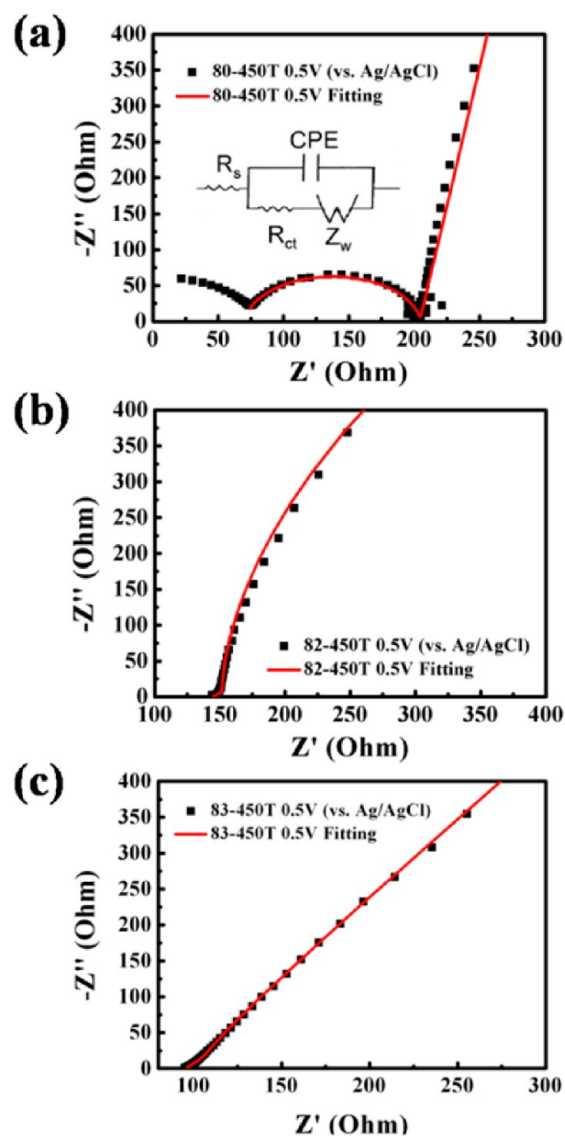 (a)
-Z'' (Ohm)
400
350
300
250
200
150
100
50
0
80-450T 0.5V (vs. Ag/AgCl)
80-450T 0.5V Fitting
CPE
Rs
Rct
Zw
0 50 100 150 200 250 300
Z' (Ohm)
(b)
-Z'' (Ohm)
400
350
300
250
200
150
100
50
0
82-450T 0.5V (vs. Ag/AgCl)
82-450T 0.5V Fitting
100 150 200 250 300 350 400
Z' (Ohm)
(c)
-Z'' (Ohm)
400
350
300
250
200
150
100
50
0
83-450T 0.5V (vs. Ag/AgCl)
83-450T 0.5V Fitting
100 150 200 250 300
Z' (Ohm)